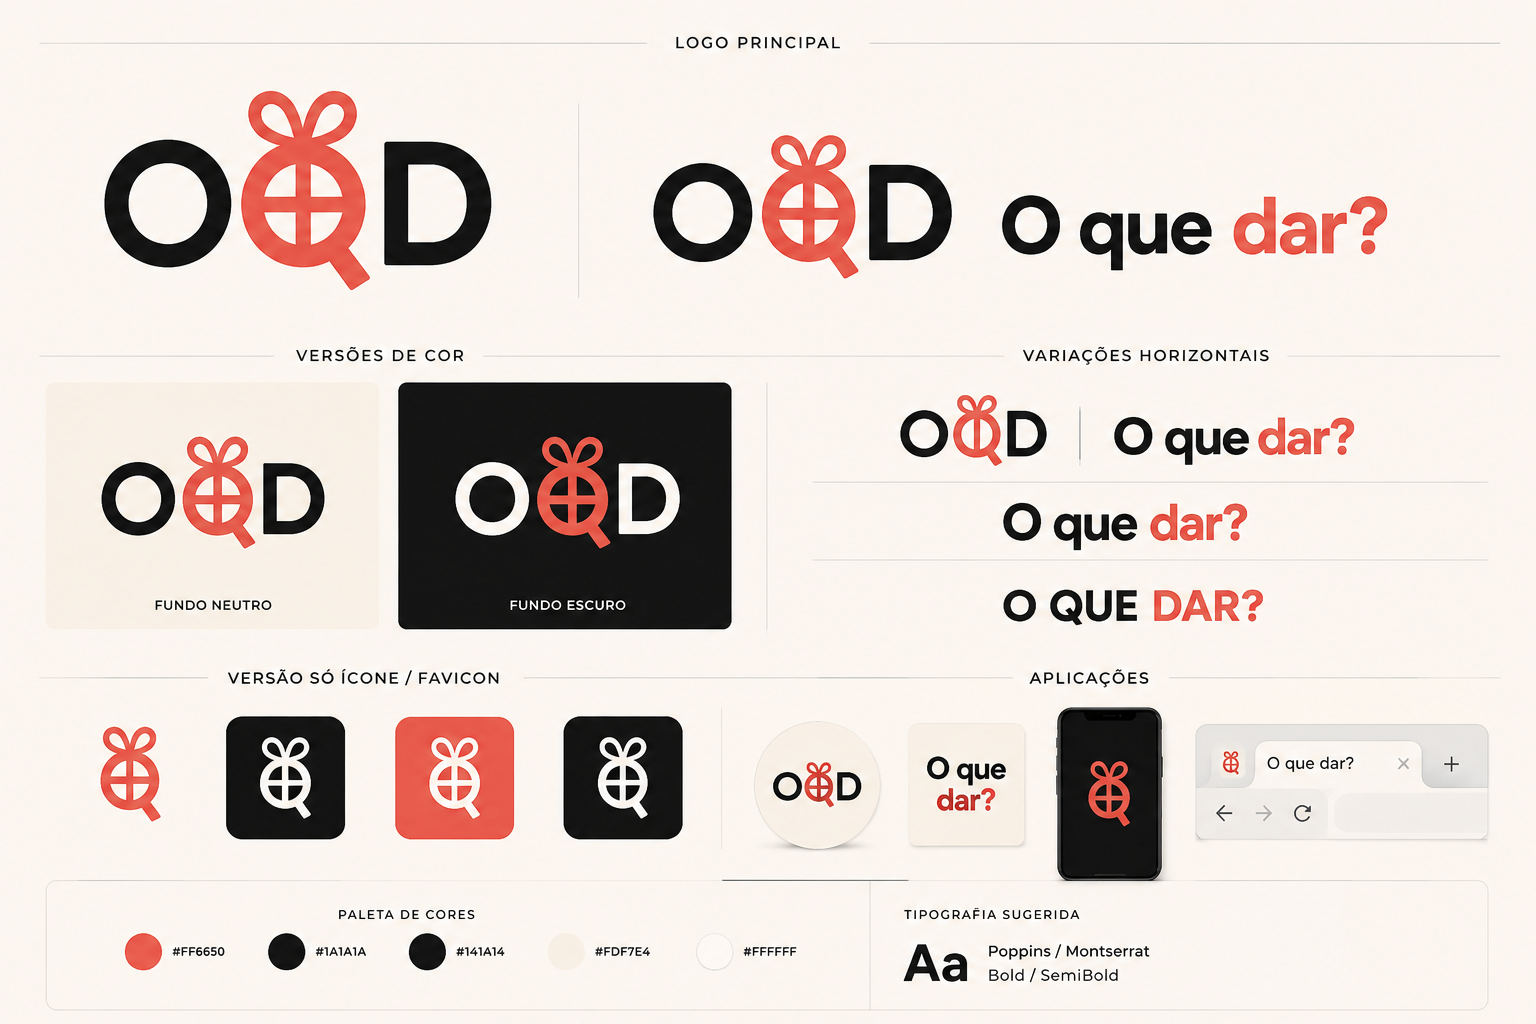 LOGO PRINCIPAL
OQD
OQD O que dar?
VERSÕES DE COR
OQD
FUNDO NEUTRO
OQD
FUNDO ESCURO
VARIAÇÕES HORIZONTAIS
OQD O que dar?
O que dar?
O QUE DAR?
VERSÃO SÓ ÍCONE / FAVICON
Q
Q
Q
Q
APLICAÇÕES
OQD
O que
dar?
Q
Q O que dar?
PALETA DE CORES
#FF6650 #1A1A1A #141A14 #FDF7E4 #FFFFFF
TIPOGRAFIA SUGERIDA
Aa
Poppins / Montserrat
Bold / SemiBold